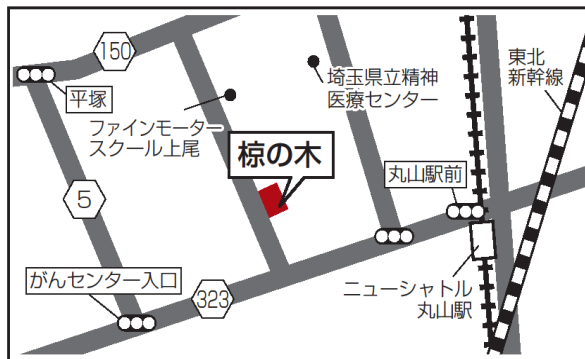 150
平塚
ファインモーター
スクール上尾
埼玉県立精神
医療センター
東北
新幹線
椋の木
丸山駅前
5
がんセンター入口
323
ニューシャトル
丸山駅